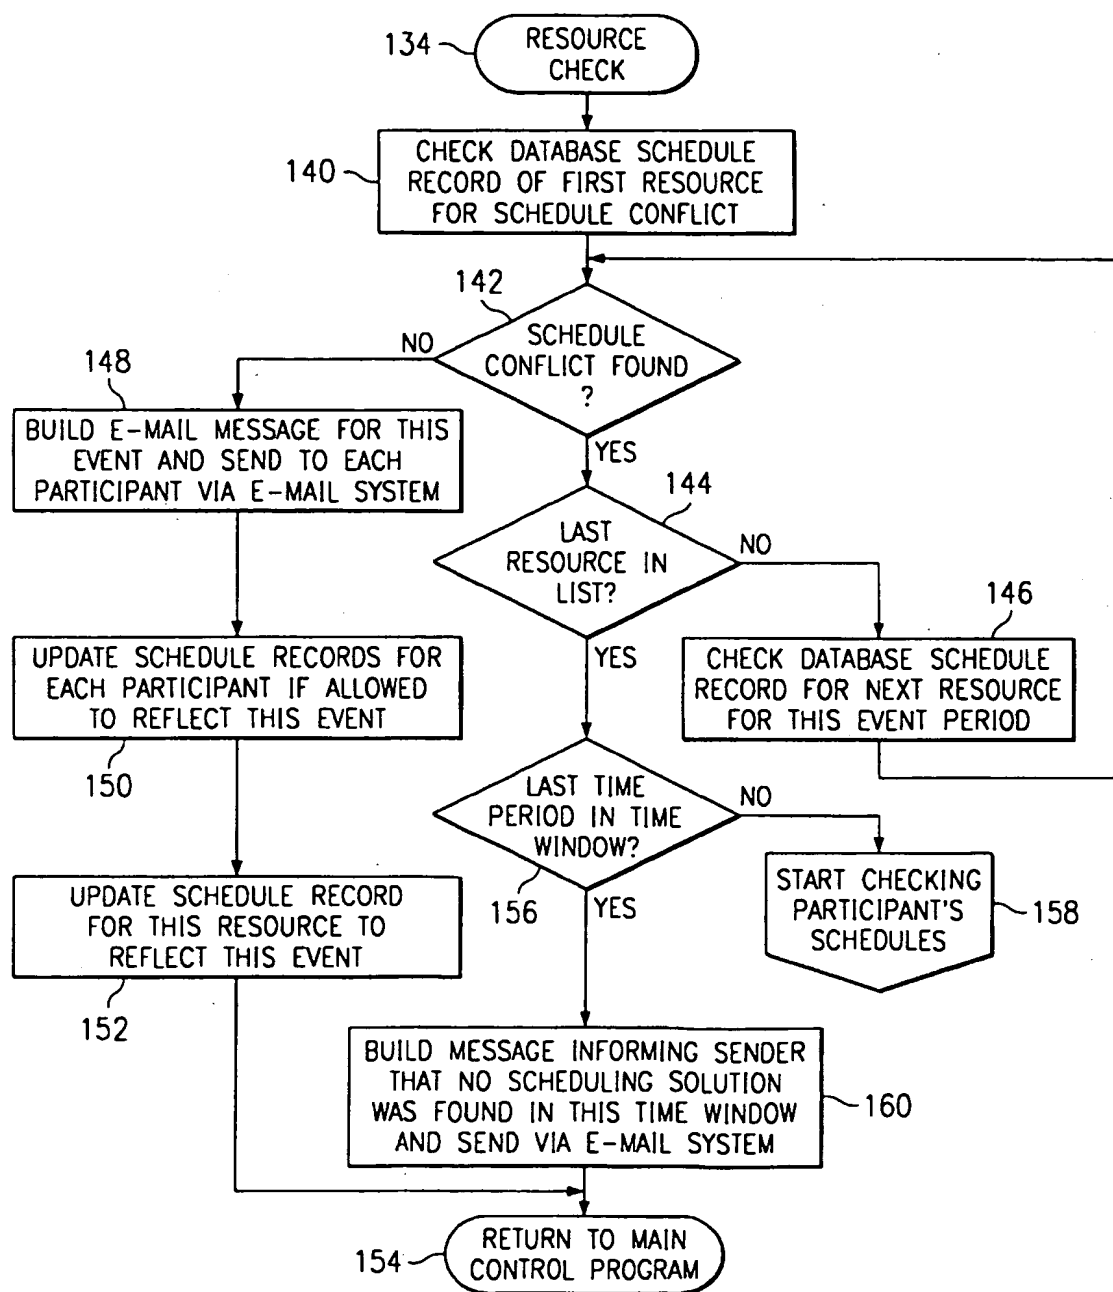 134
RESOURCE
CHECK
140
CHECK DATABASE SCHEDULE
RECORD OF FIRST RESOURCE
FOR SCHEDULE CONFLICT
142
SCHEDULE
CONFLICT FOUND
?
NO
YES
148
BUILD E-MAIL MESSAGE FOR THIS
EVENT AND SEND TO EACH
PARTICIPANT VIA E-MAIL SYSTEM
144
LAST
RESOURCE IN
LIST?
NO
YES
146
CHECK DATABASE SCHEDULE
RECORD FOR NEXT RESOURCE
FOR THIS EVENT PERIOD
UPDATE SCHEDULE RECORDS FOR
EACH PARTICIPANT IF ALLOWED
TO REFLECT THIS EVENT
150
LAST TIME
PERIOD IN TIME
WINDOW?
156
NO
YES
START CHECKING
PARTICIPANT'S
SCHEDULES
158
UPDATE SCHEDULE RECORD
FOR THIS RESOURCE TO
REFLECT THIS EVENT
152
BUILD MESSAGE INFORMING SENDER
THAT NO SCHEDULING SOLUTION
WAS FOUND IN THIS TIME WINDOW
AND SEND VIA E-MAIL SYSTEM
160
154
RETURN TO MAIN
CONTROL PROGRAM